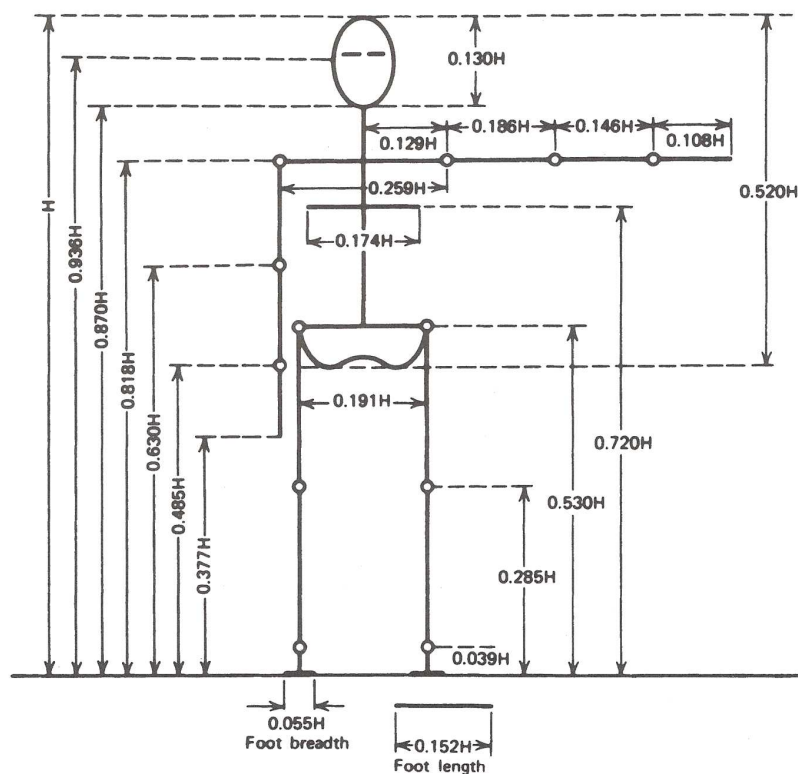 0.130H
0.186H
0.146H
0.129H
0.108H
0.259H
0.520H
H
0.936H
0.174H
0.870H
0.818H
0.191H
0.720H
0.630H
0.485H
0.530H
0.377H
0.285H
0.039H
0.055H
Foot breadth
0.152H
Foot length